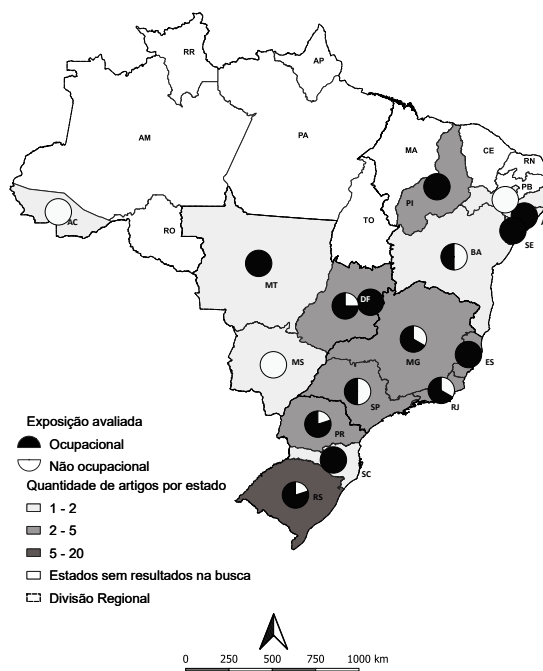 RR
AP
AM
PA
MA
CE
RN
PB
PI
AC
RO
TO
A
SE
BA
MT
DF
MG
ES
MS
SP
RJ
PR
SC
RS
Exposição avaliada
Ocupacional
Não ocupacional
Quantidade de artigos por estado
1 - 2
2 - 5
5 - 20
Estados sem resultados na busca
Divisão Regional
0 250 500 750 1000 km